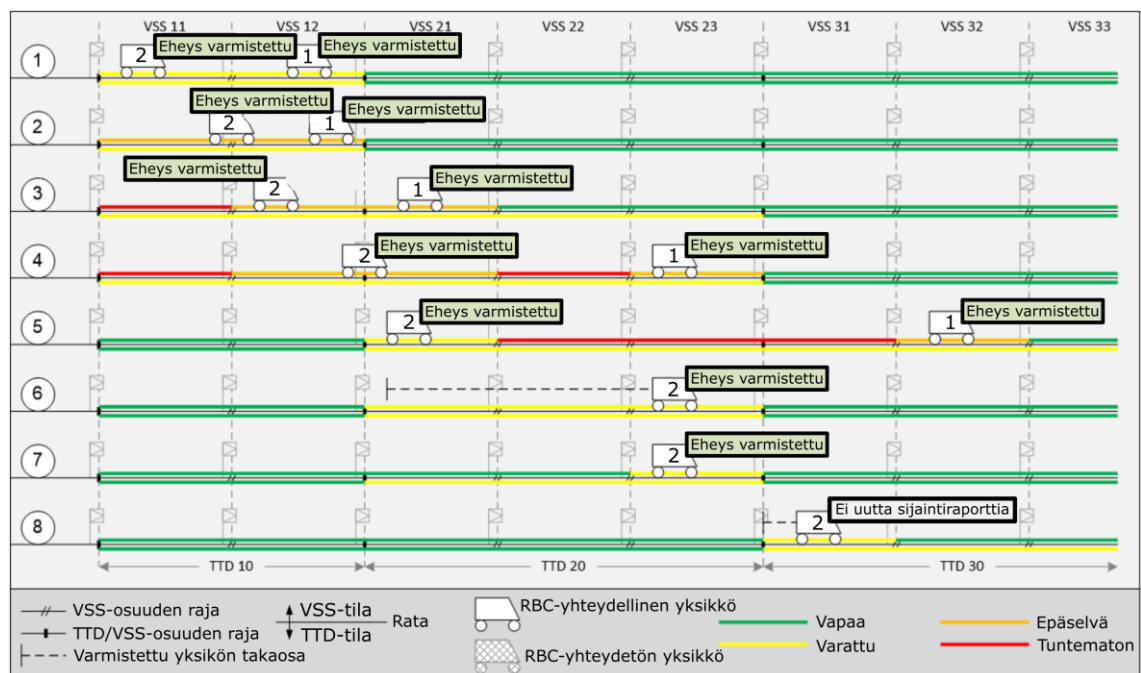 VSS 11 VSS 12 VSS 21 VSS 22 VSS 23 VSS 31 VSS 32 VSS 33
1 2 Eheys varmistettu 1 Eheys varmistettu
2 Eheys varmistettu 2 1 Eheys varmistettu
3 Eheys varmistettu 2 1 Eheys varmistettu
4 2 Eheys varmistettu 1 Eheys varmistettu
5 2 Eheys varmistettu 1 Eheys varmistettu
6 2 Eheys varmistettu
7 2 Eheys varmistettu
8 2 Ei uutta sijaintiraporttia
TTD 10 TTD 20 TTD 30
VSS-osuuden raja
TTD/VSS-osuuden raja
Varmistettu yksikön takaosa
VSS-tila
TTD-tila
Rata
RBC-yhteydellinen yksikkö
RBC-yhteydetön yksikkö
Vapaa
Varattu
Epäselvä
Tuntematon